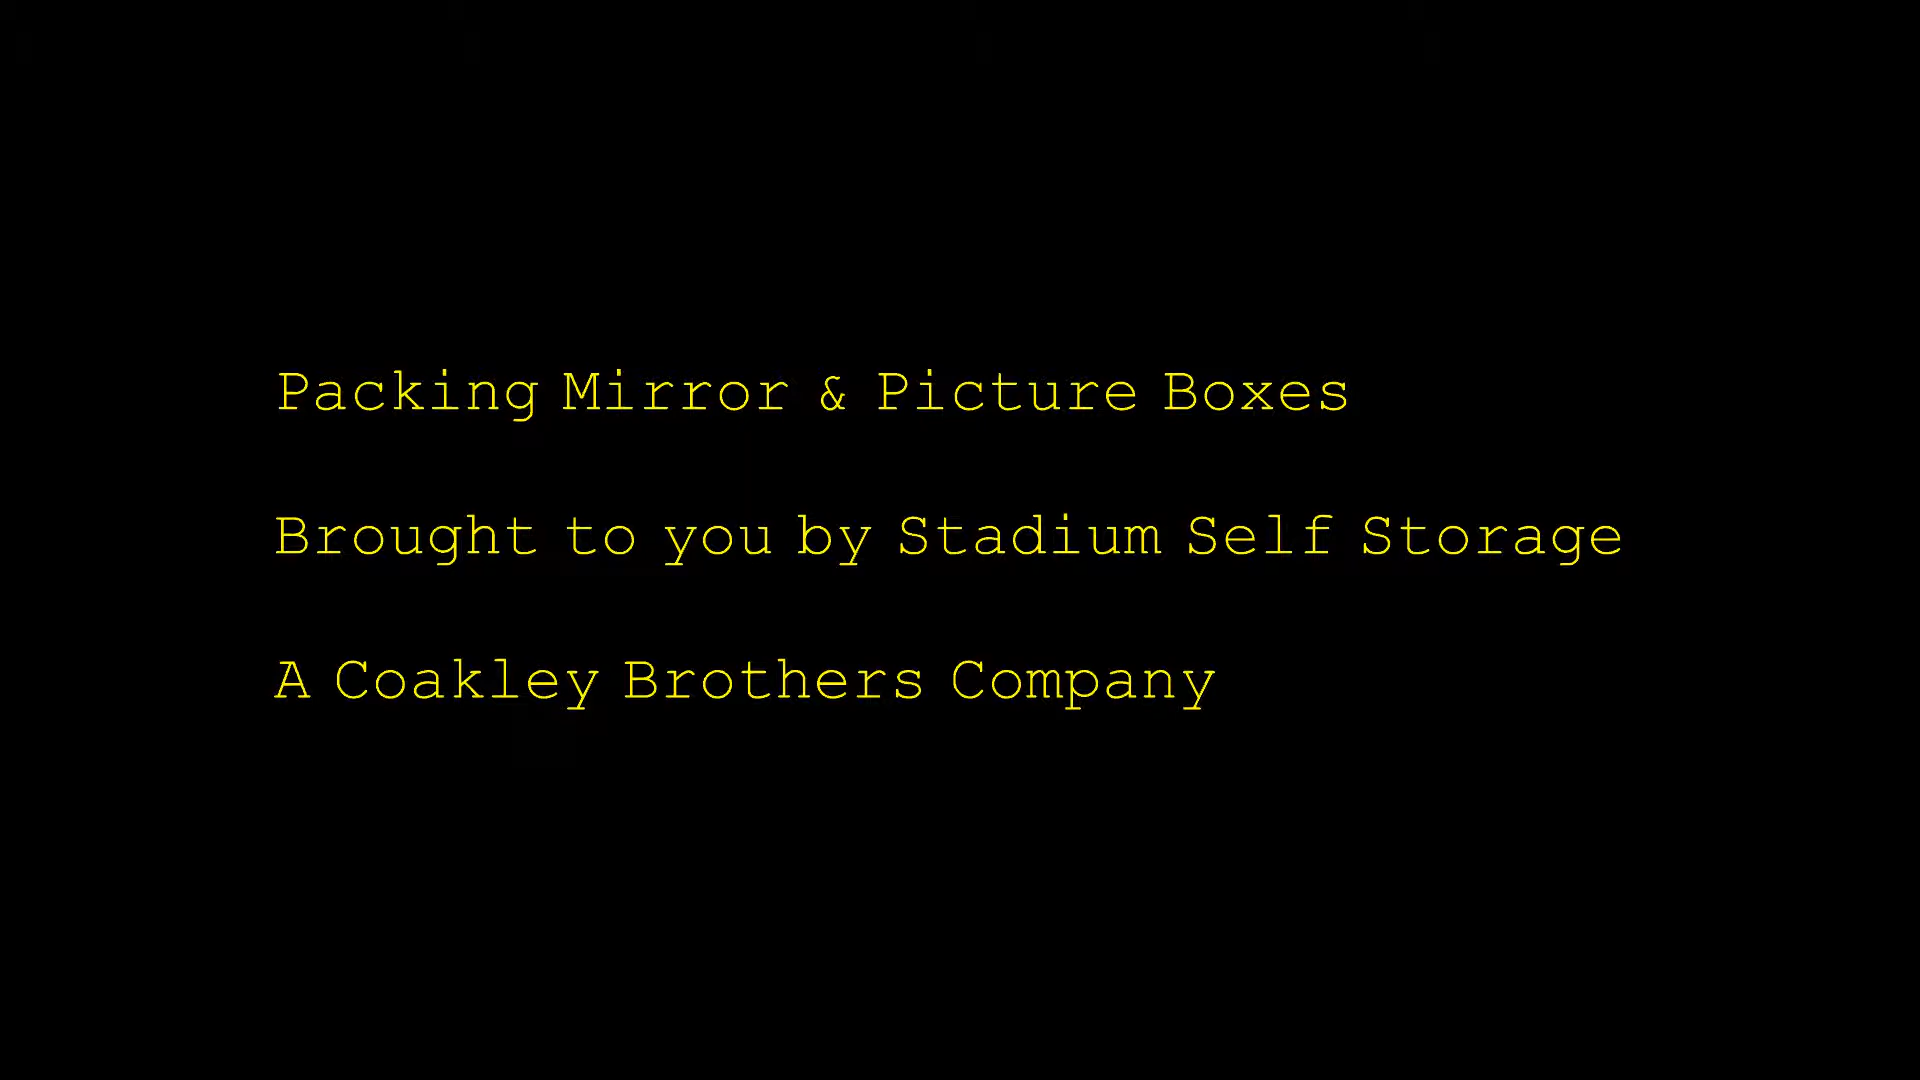 Packing Mirror & Picture Boxes
Brought to you by Stadium Self Storage
A Coakley Brothers Company